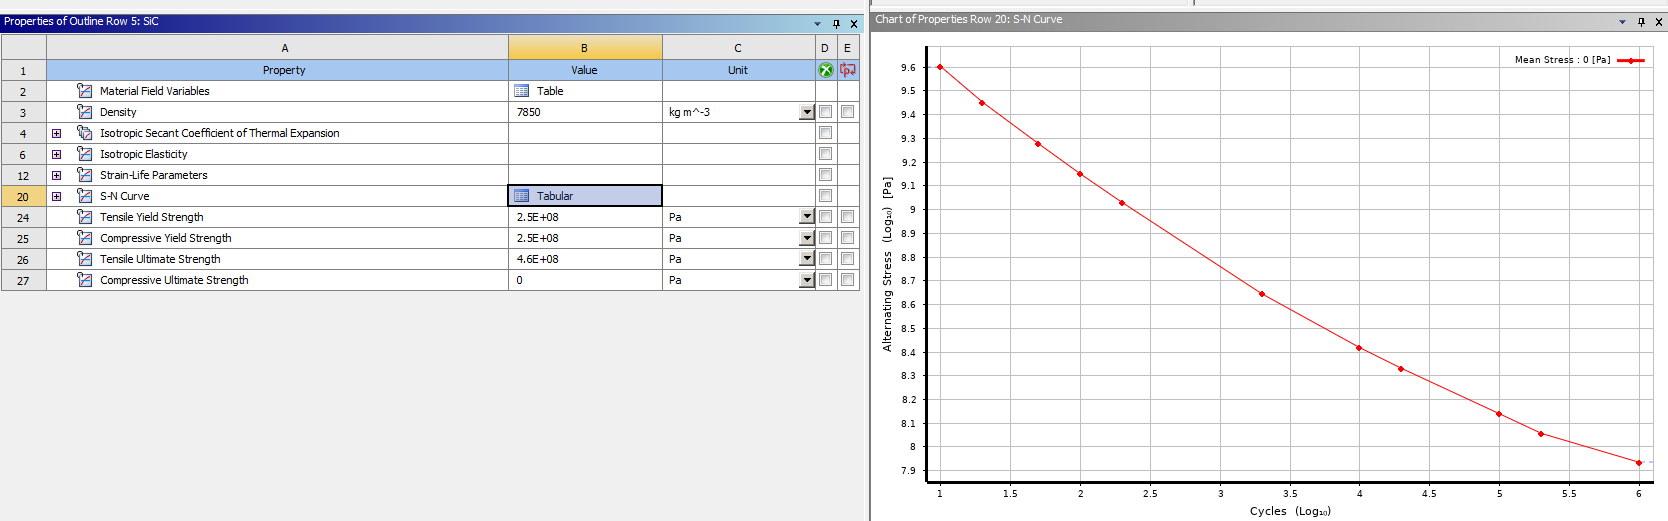 Properties of Outline Row 5: SiC
A B C D E
1 Property Value Unit
2 Material Field Variables Table
3 Density 7850 kg m^-3
4 Isotropic Secant Coefficient of Thermal Expansion
6 Isotropic Elasticity
12 Strain-Life Parameters
20 S-N Curve Tabular
24 Tensile Yield Strength 2.5E+08 Pa
25 Compressive Yield Strength 2.5E+08 Pa
26 Tensile Ultimate Strength 4.6E+08 Pa
27 Compressive Ultimate Strength 0 Pa
Chart of Properties Row 20: S-N Curve
Mean Stress : 0 [Pa]
Alternating Stress (Log₁₀) [Pa]
9.6
9.5
9.4
9.3
9.2
9.1
9
8.9
8.8
8.7
8.6
8.5
8.4
8.3
8.2
8.1
8
7.9
1 1.5 2 2.5 3 3.5 4 4.5 5 5.5 6
Cycles (Log₁₀)